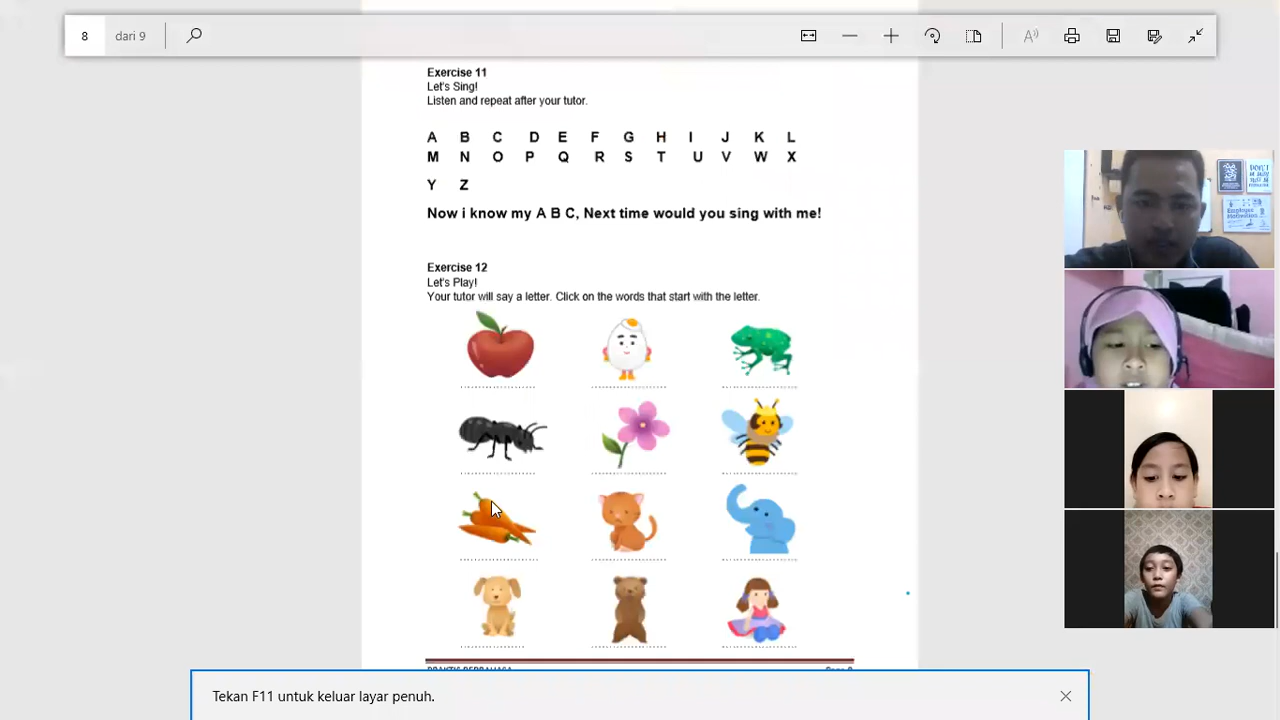 8 dari 9
Exercise 11
Let's Sing!
Listen and repeat after your tutor.
A B C D E F G H I J K L
M N O P Q R S T U V W X
Y Z
Now i know my A B C, Next time would you sing with me!
Exercise 12
Let's Play!
Your tutor will say a letter. Click on the words that start with the letter.
Tekan F11 untuk keluar layar penuh.